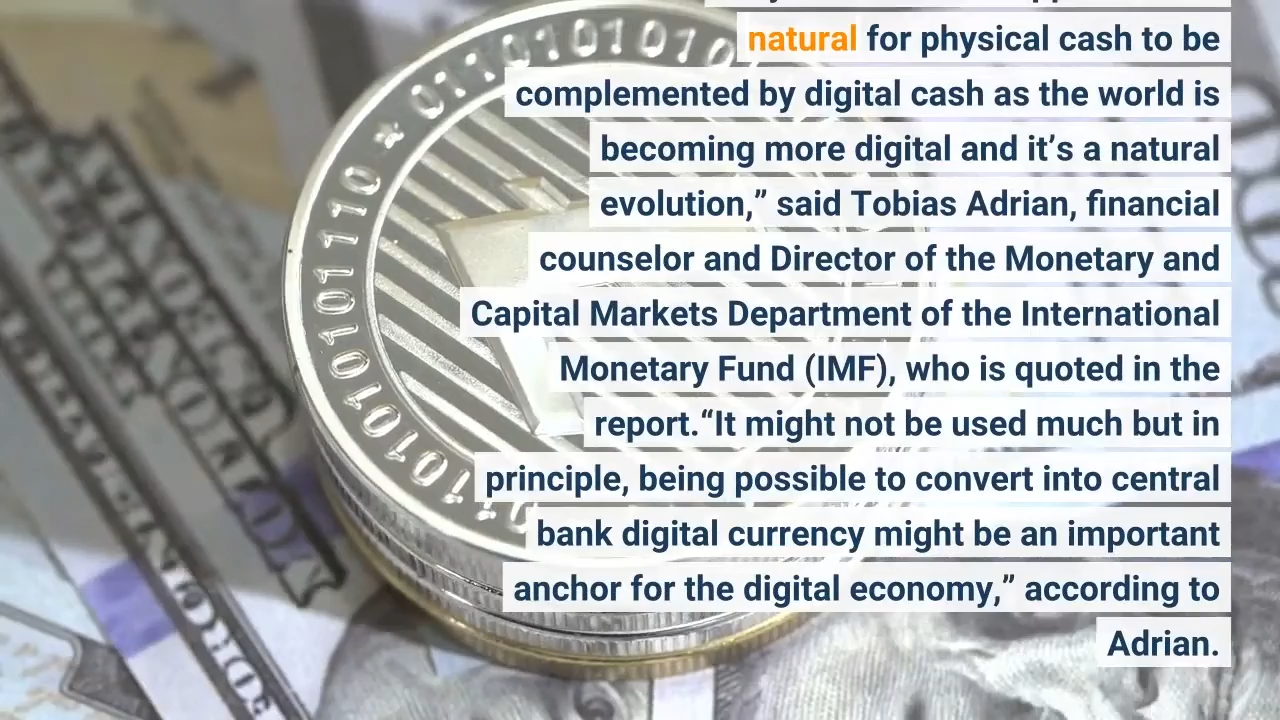 natural for physical cash to be
complemented by digital cash as the world is
becoming more digital and it’s a natural
evolution,” said Tobias Adrian, financial
counselor and Director of the Monetary and
Capital Markets Department of the International
Monetary Fund (IMF), who is quoted in the
report.“It might not be used much but in
principle, being possible to convert into central
bank digital currency might be an important
anchor for the digital economy,” according to
Adrian.